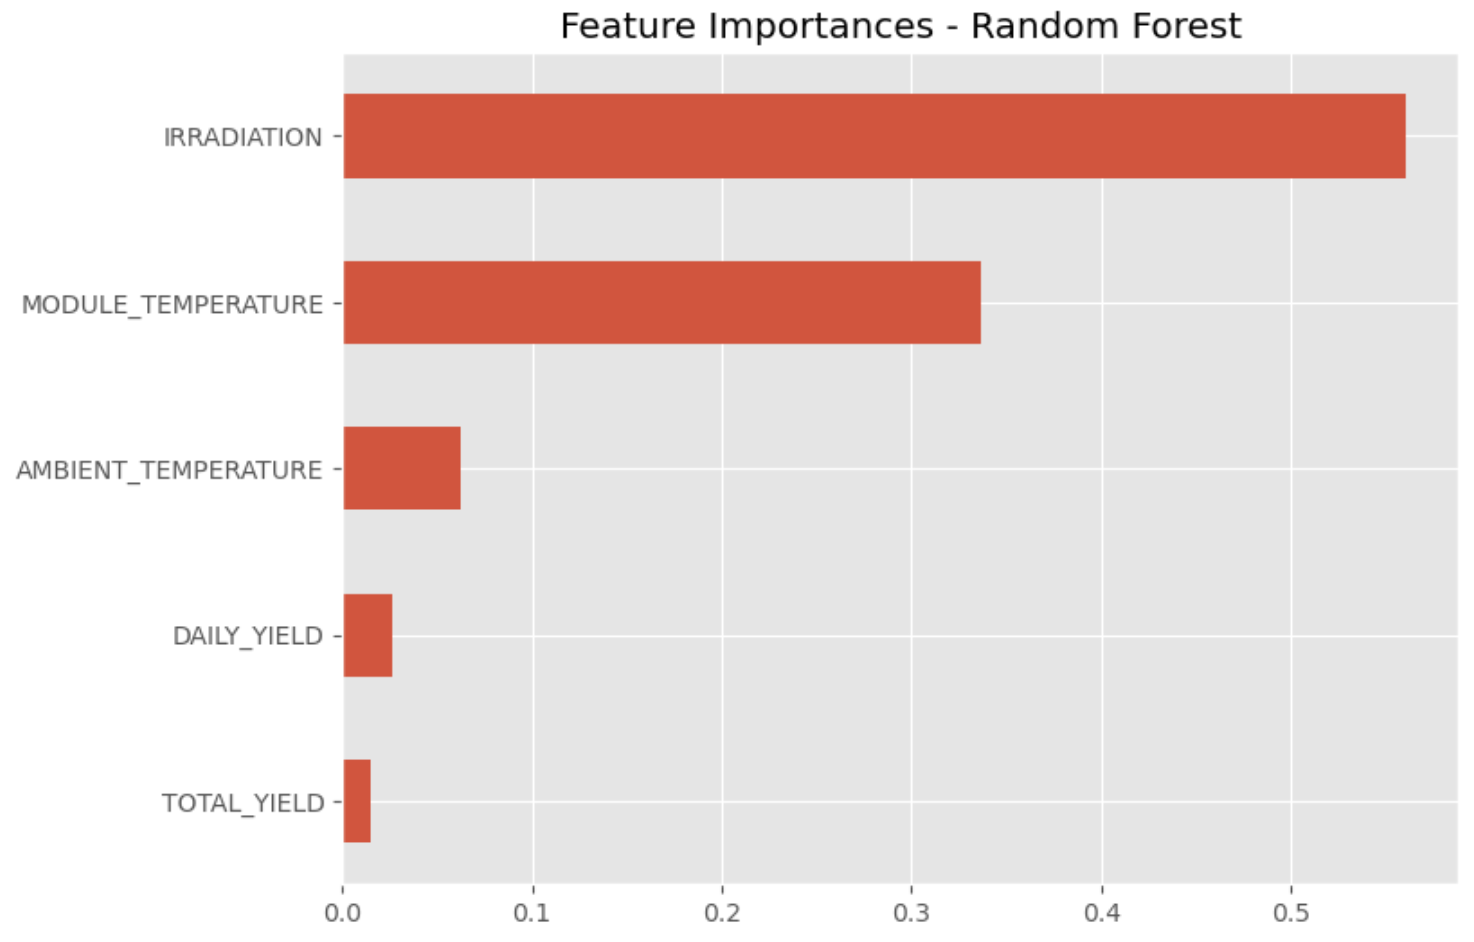 Feature Importances - Random Forest
IRRADIATION
MODULE_TEMPERATURE
AMBIENT_TEMPERATURE
DAILY_YIELD
TOTAL_YIELD
0.0 0.1 0.2 0.3 0.4 0.5